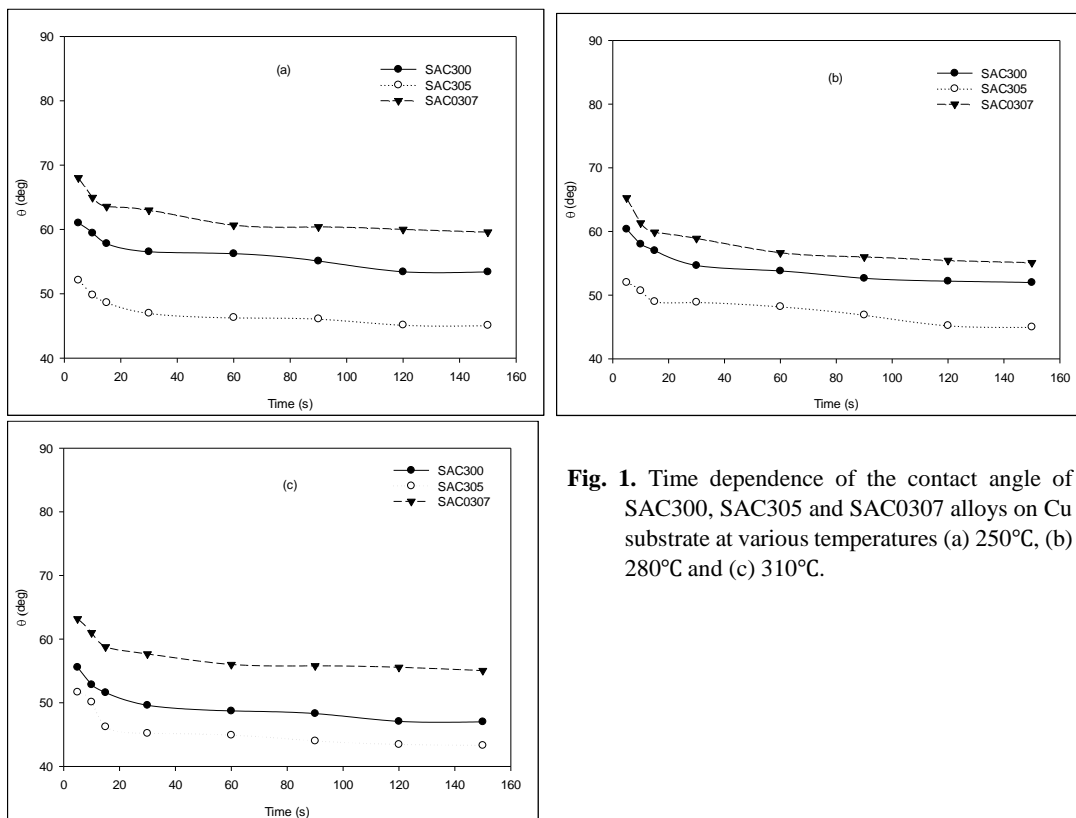 90
80
70
60
50
40
θ (deg)
(a)
SAC300
SAC305
SAC0307
0 20 40 60 80 100 120 140 160
Time (s)
90
80
70
60
50
40
θ (deg)
(b)
SAC300
SAC305
SAC0307
0 20 40 60 80 100 120 140 160
Time (s)
90
80
70
60
50
40
θ (deg)
(c)
SAC300
SAC305
SAC0307
0 20 40 60 80 100 120 140 160
Time (s)
Fig. 1. Time dependence of the contact angle of
SAC300, SAC305 and SAC0307 alloys on Cu
substrate at various temperatures (a) 250℃, (b)
280℃ and (c) 310℃.